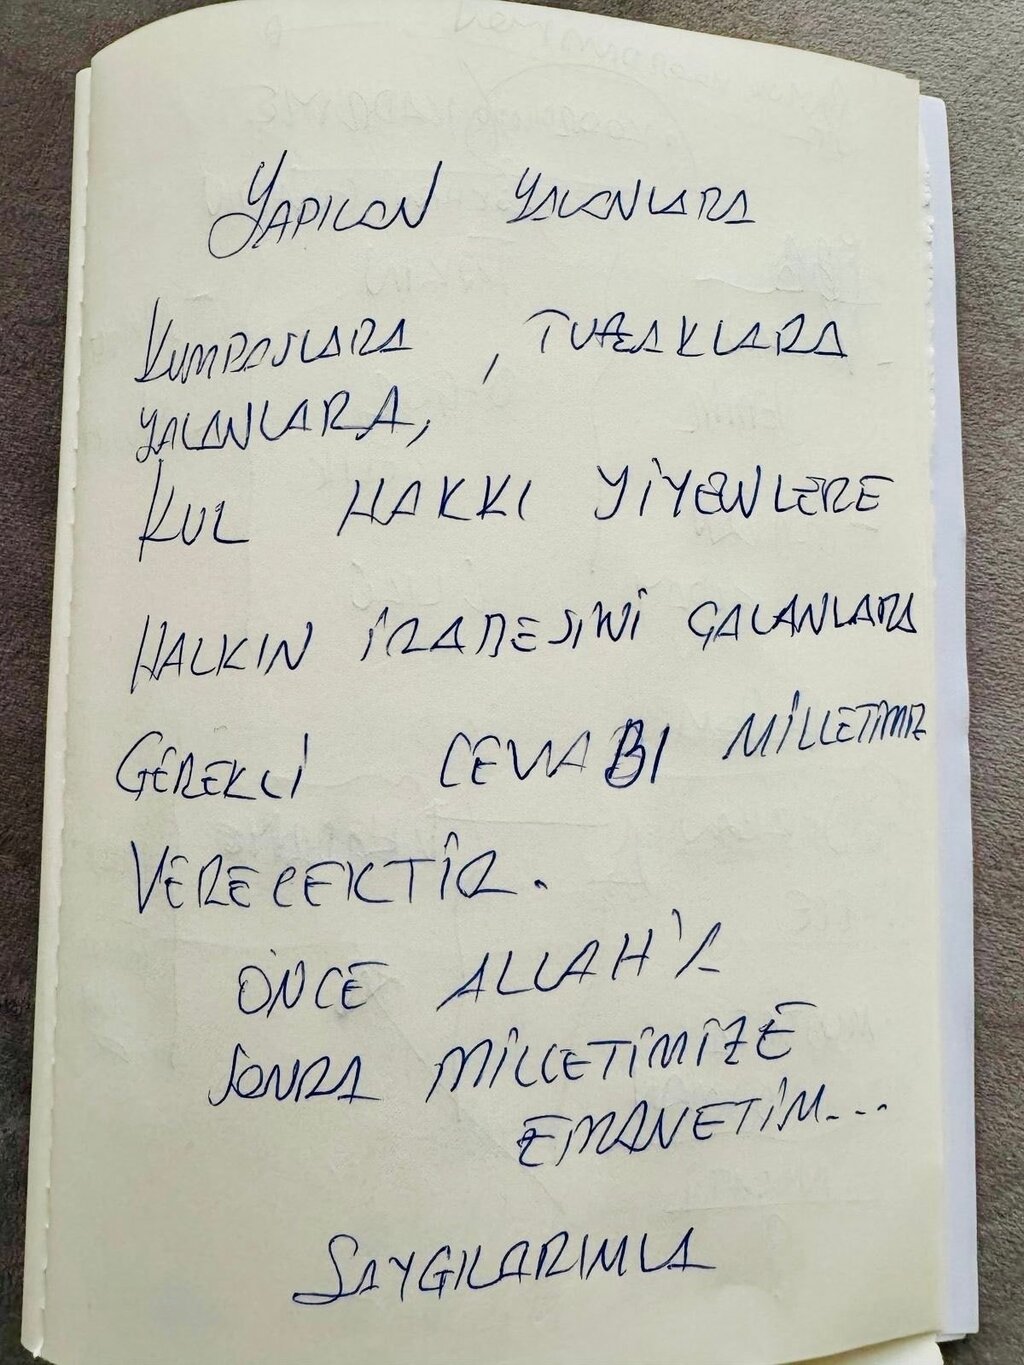 YAPILAN YALANLARA
KUMPASLARA, TUZAKLARA
YALANLARA,
KUL HAKKI YİYENLERE
HALKIN İRADESİNİ ÇALANLARA
GEREKLİ CEVABI MİLLETİMİZ
VERECEKTİR.
ÖNCE ALLAH'A
SONRA MİLLETİMİZE
EMANETİM...
SAYGILARIMLA